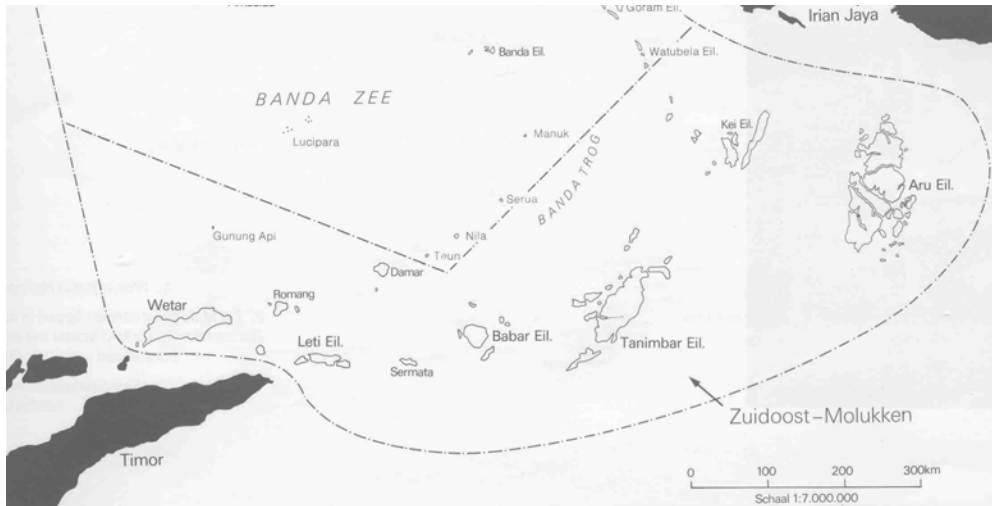 Goram Eil.
Irian Jaya
Banda Eil.
Watubela Eil.
BANDA ZEE
Lucipara
Manuk
Kei Eil.
BANDA TROG
Aru Eil.
Serua
Gunung Api
Nila
Damar
Wetar
Romang
Leti Eil.
Babar Eil.
Tanimbar Eil.
Sermata
Zuidoost–Molukken
Timor
0 100 200 300km
Schaal 1:7.000.000